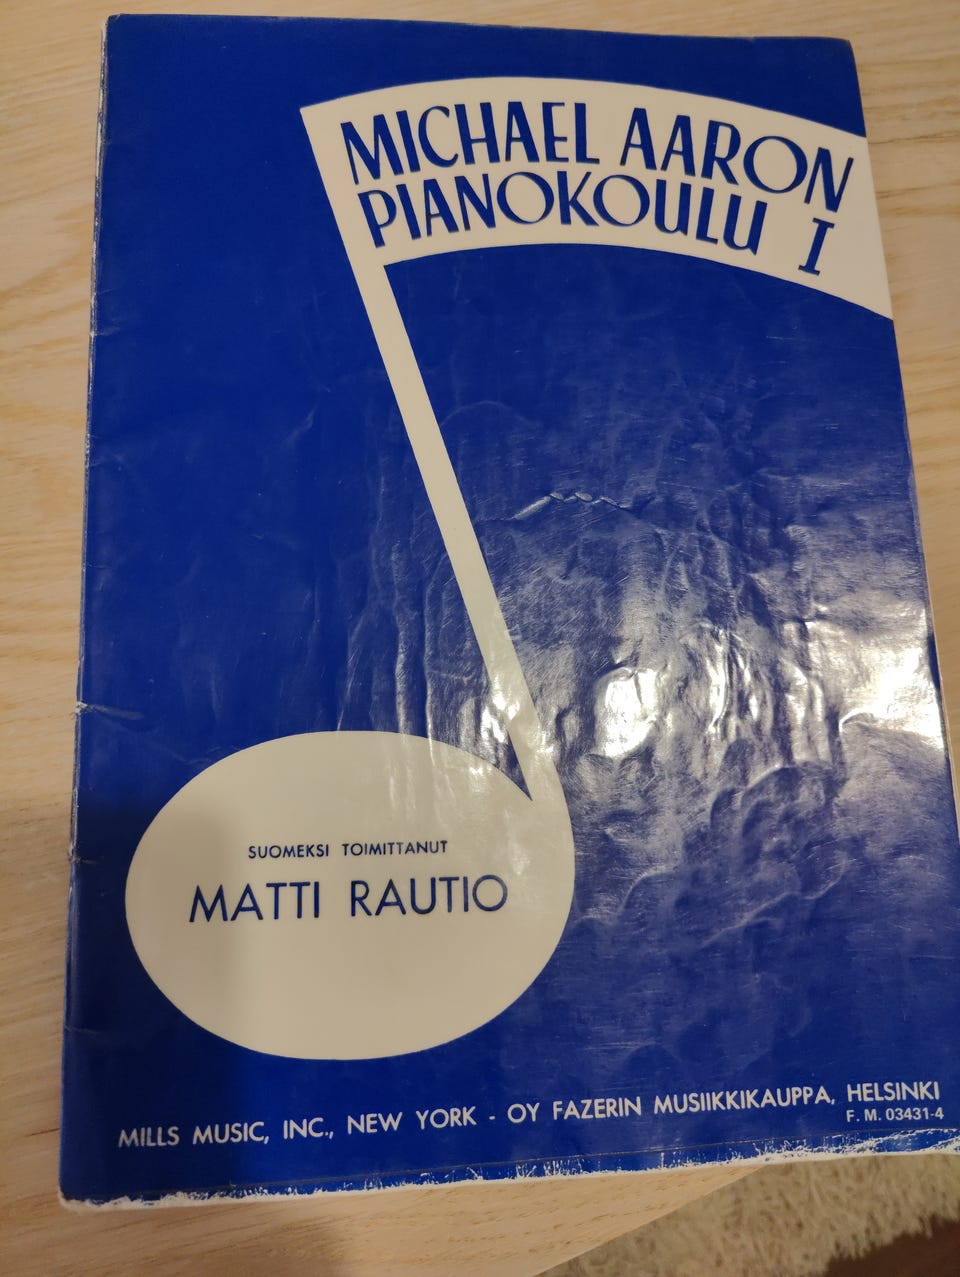 MICHAEL AARON
PIANOKOULU I
SUOMEKSI TOIMITTANUT
MATTI RAUTIO
MILLS MUSIC, INC., NEW YORK - OY FAZERIN MUSIIKKIKAUPPA, HELSINKI
F. M. 03431-4